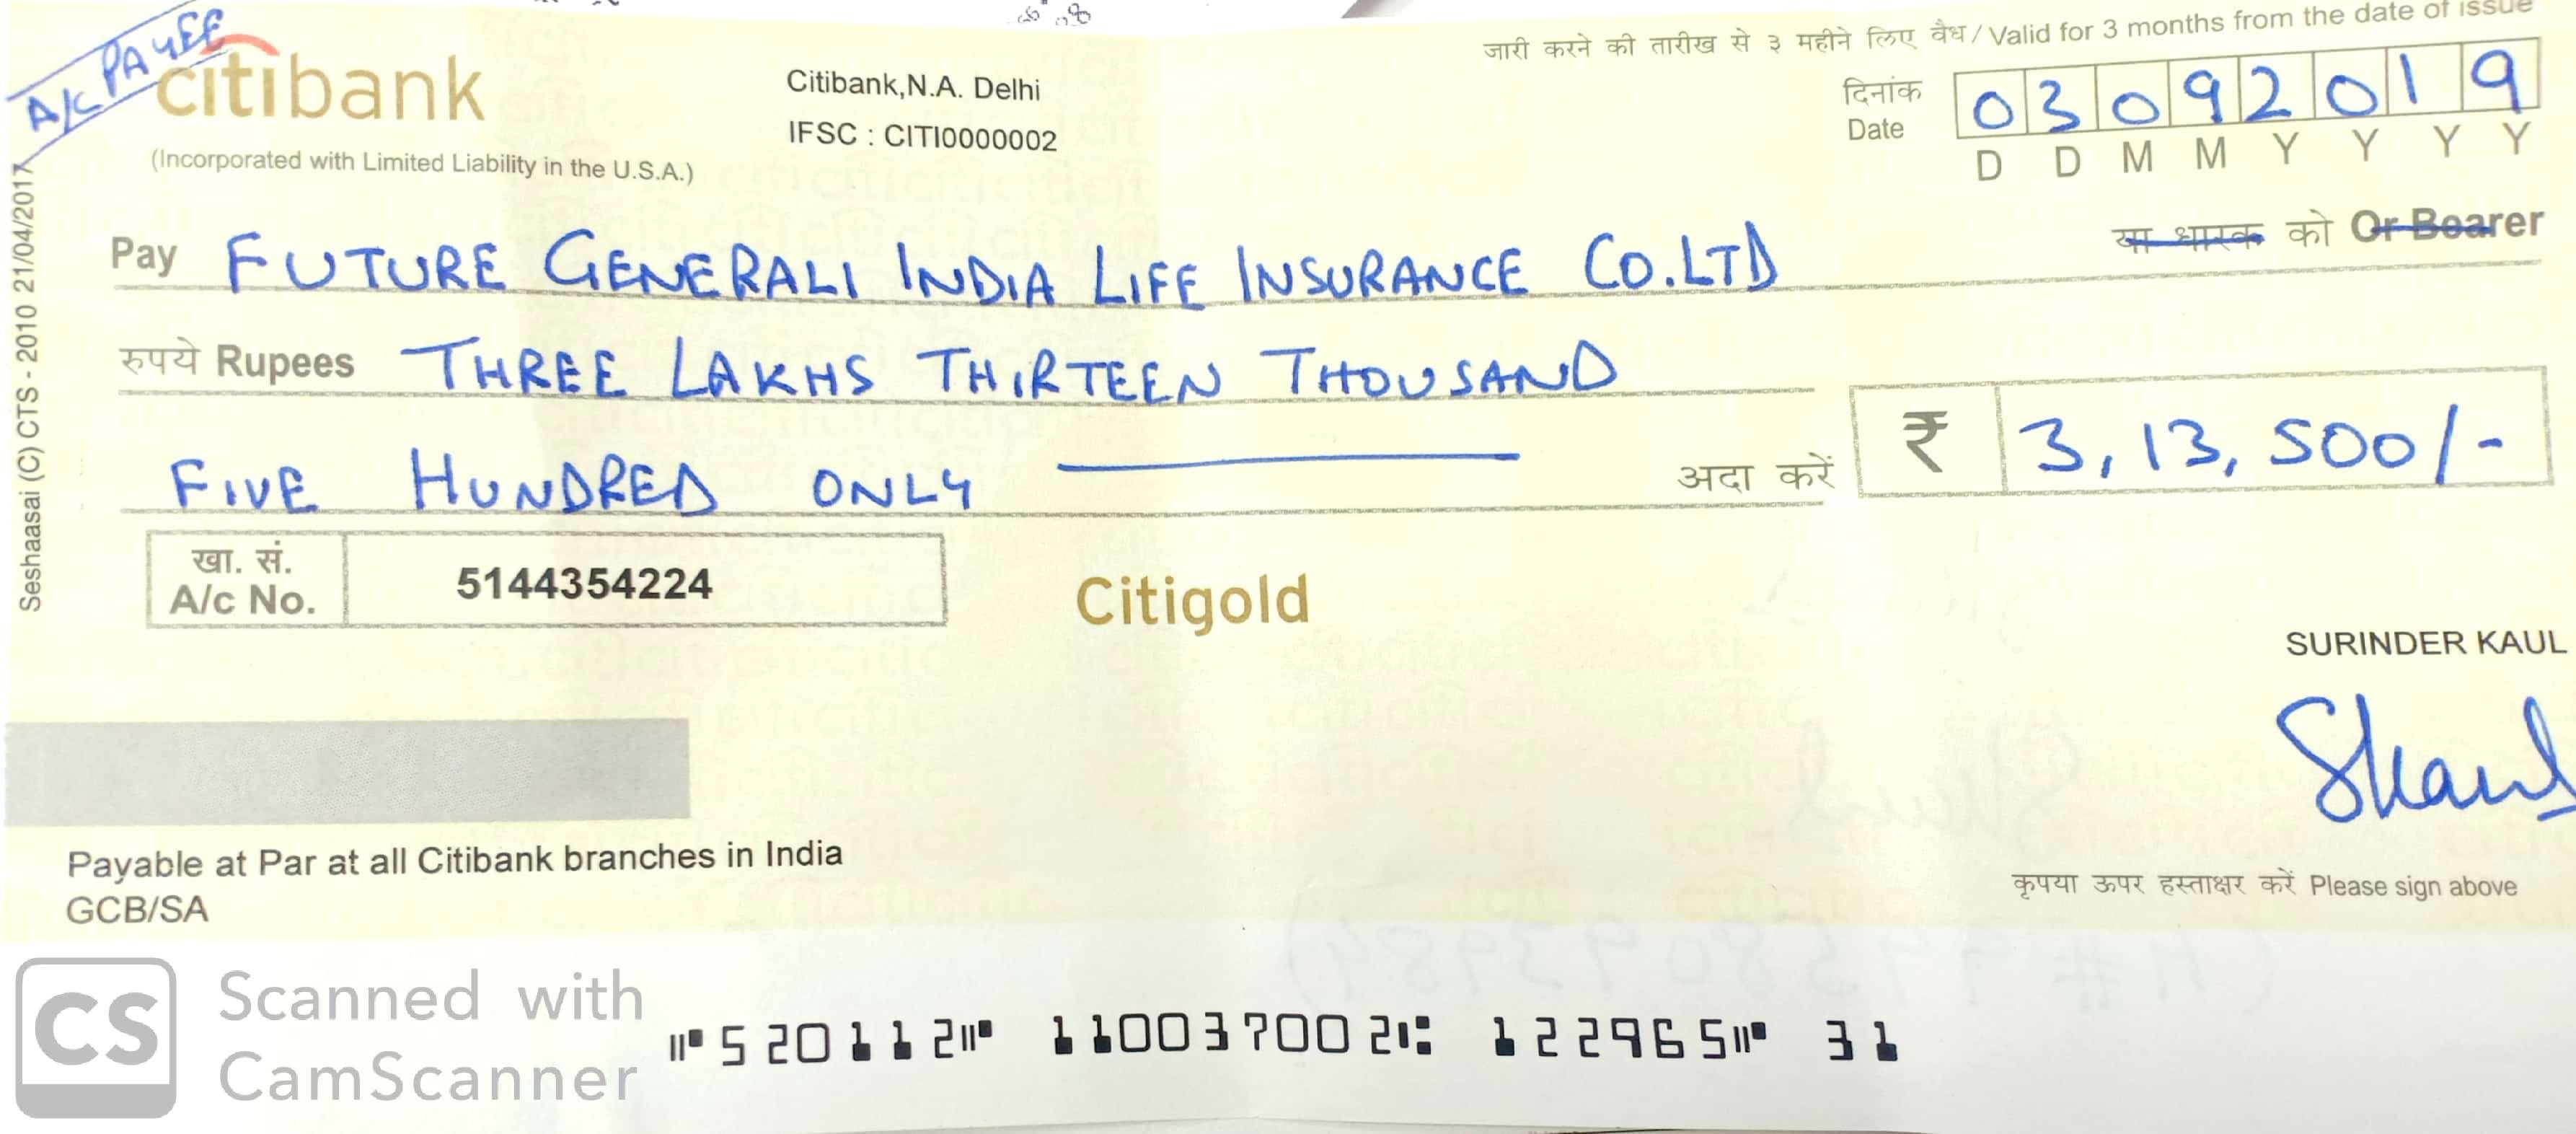 A/C PAYEE
citibank
(Incorporated with Limited Liability in the U.S.A.)
Citibank,N.A. Delhi
IFSC : CITI0000002
जारी करने की तारीख से ३ महीने लिए वैध / Valid for 3 months from the date of issue
दिनांक
Date
0 3 0 9 2 0 1 9
D D M M Y Y Y Y
Pay FUTURE GENERALI INDIA LIFE INSURANCE CO.LTD
या धारक को Or Bearer
रुपये Rupees THREE LAKHS THIRTEEN THOUSAND
FIVE HUNDRED ONLY
अदा करें ₹ 3,13,500/-
खा. सं.
A/c No. 5144354224
Citigold
SURINDER KAUL
Skaul
Payable at Par at all Citibank branches in India
GCB/SA
कृपया ऊपर हस्ताक्षर करें Please sign above
Seshaasai (C) CTS - 2010 21/04/2017
CS Scanned with
CamScanner
⑈520112⑈ 110037002⑆ 122965⑈ 31